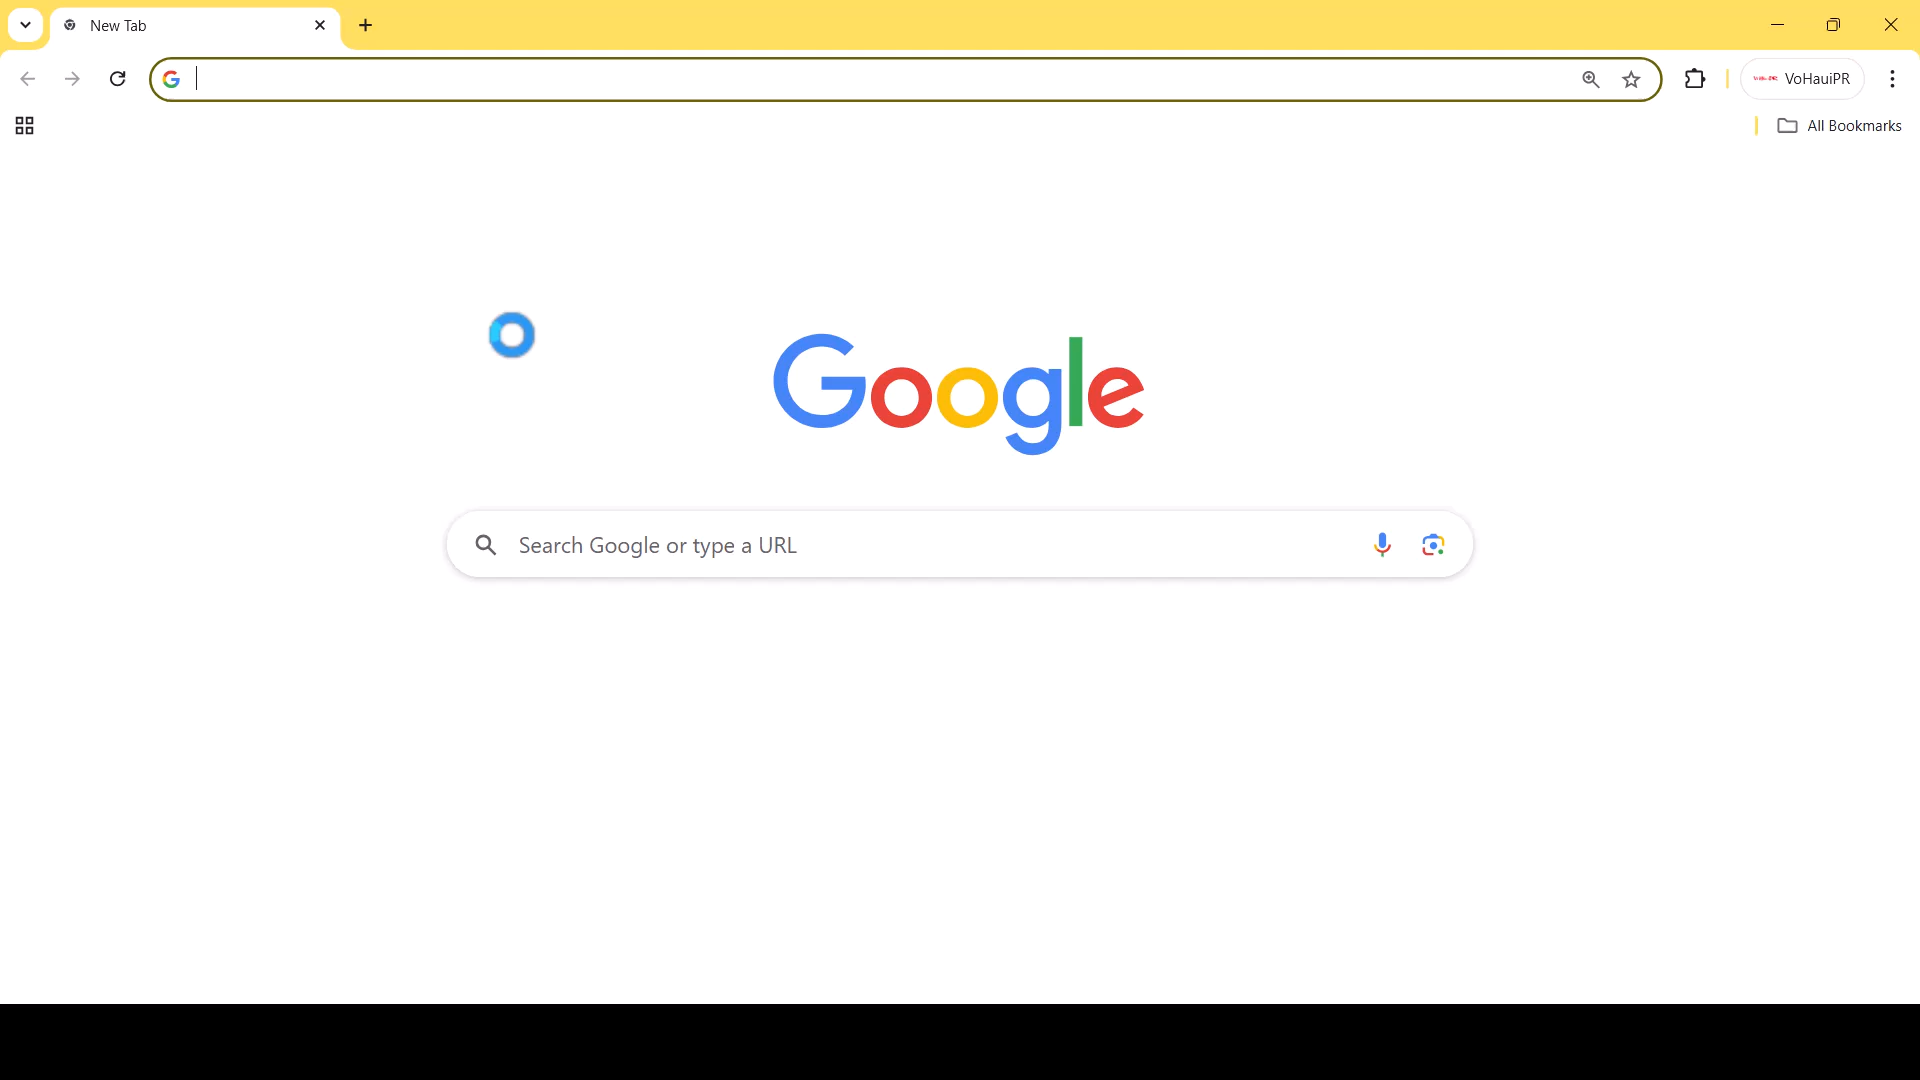 New Tab
VoHauiPR
All Bookmarks
Google
Search Google or type a URL